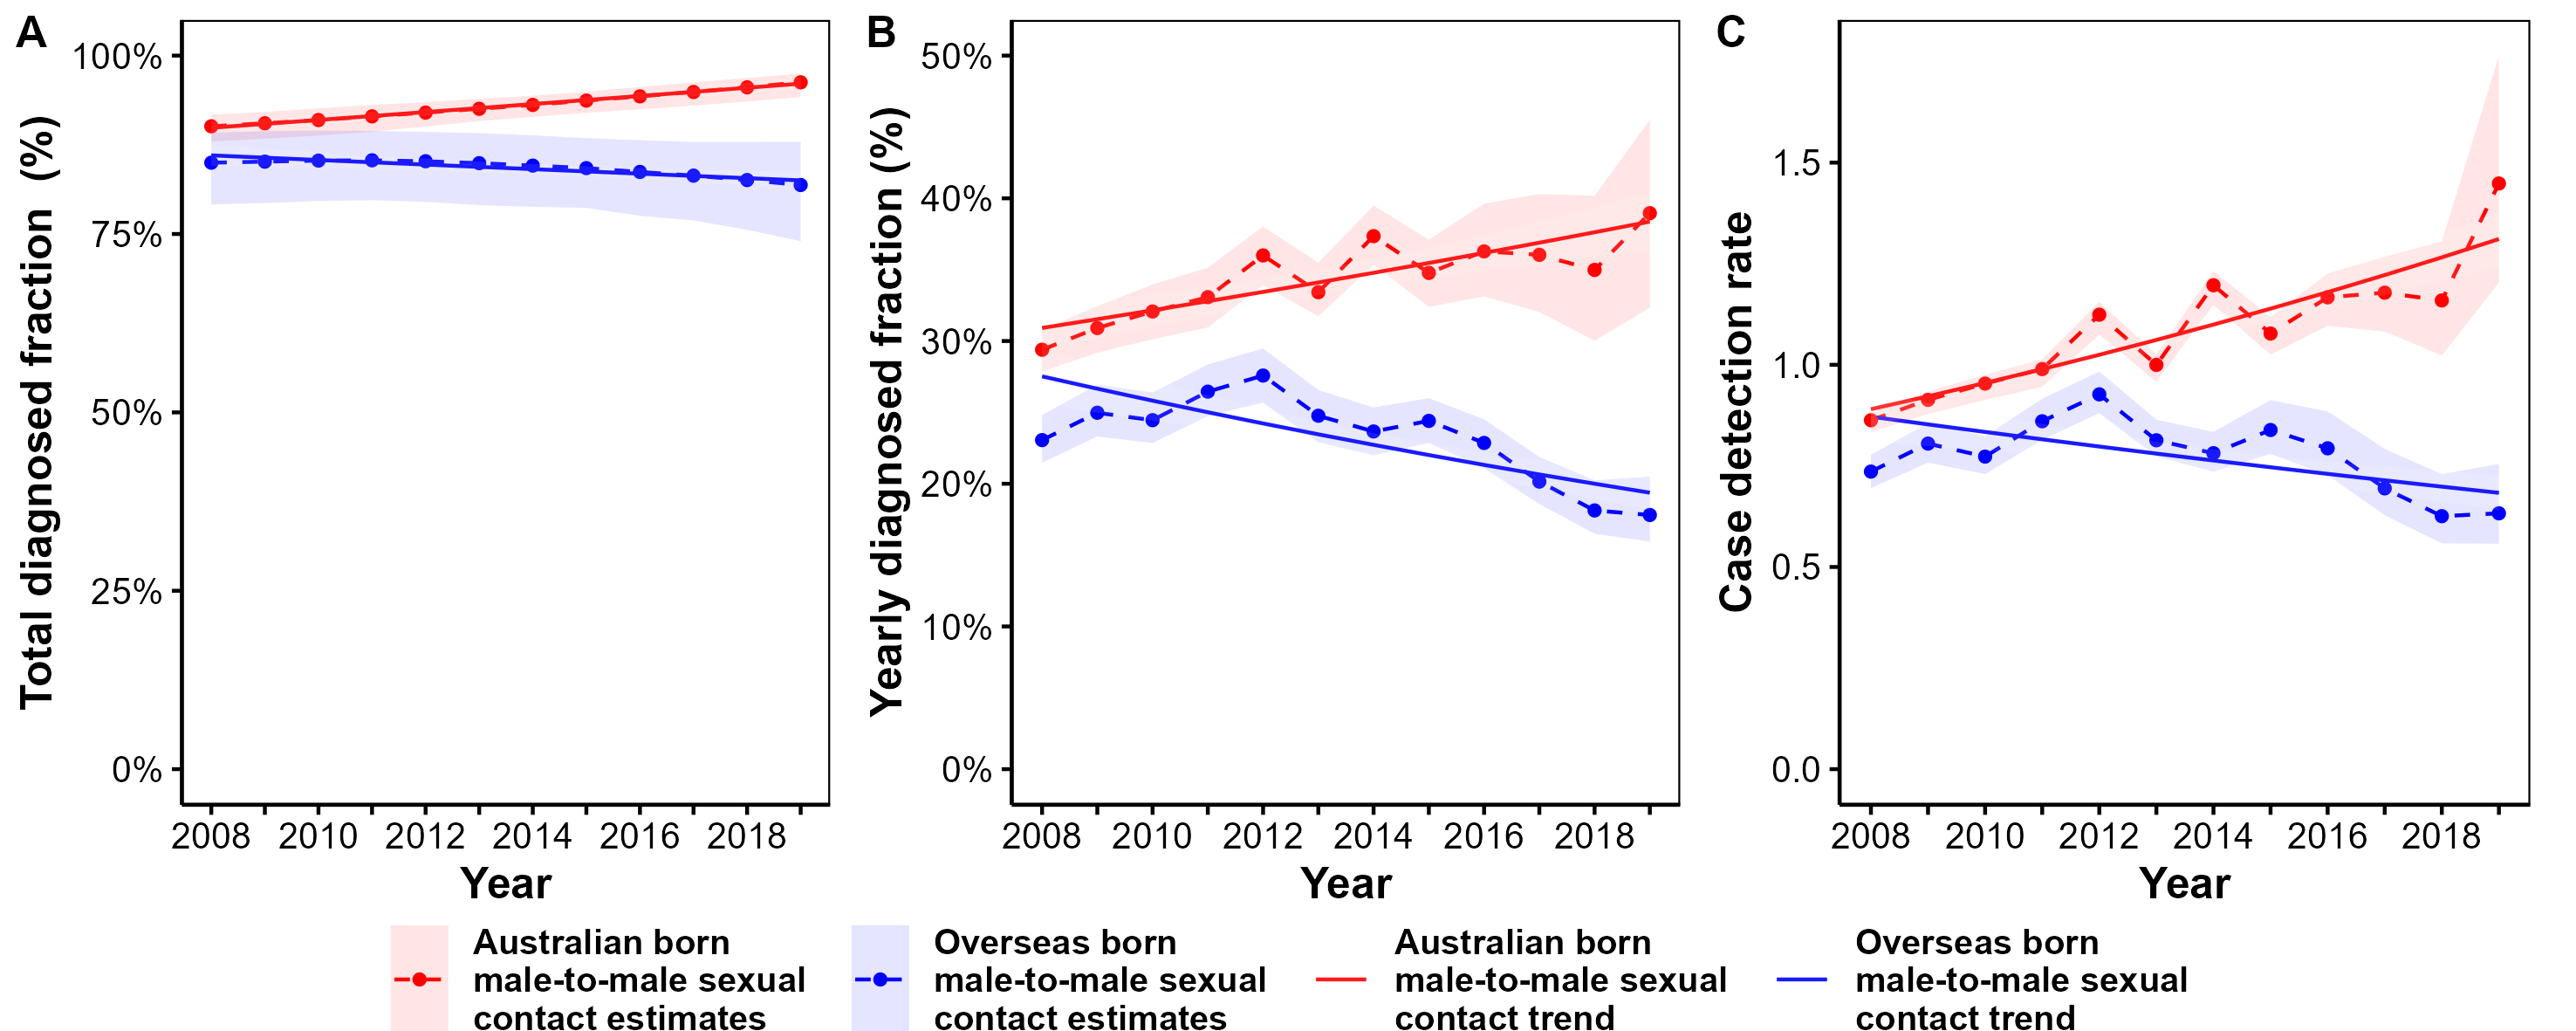 A
Total diagnosed fraction (%)
100%
75%
50%
25%
0%
2008 2010 2012 2014 2016 2018
Year
B
Yearly diagnosed fraction (%)
50%
40%
30%
20%
10%
0%
2008 2010 2012 2014 2016 2018
Year
C
Case detection rate
1.5
1.0
0.5
0.0
2008 2010 2012 2014 2016 2018
Year
Australian born
male-to-male sexual
contact estimates
Overseas born
male-to-male sexual
contact estimates
Australian born
male-to-male sexual
contact trend
Overseas born
male-to-male sexual
contact trend